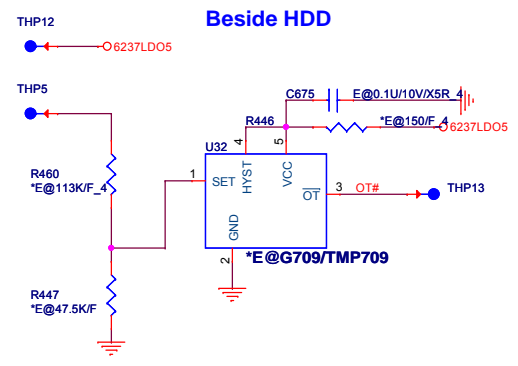 Beside HDD
THP12
6237LDO5
THP5
C675 E@0.1U/10V/X5R_4
R446 *E@150/F_4
6237LDO5
U32
4 5
R460
*E@113K/F_4
1 SET HYST VCC OT 3 OT# THP13
GND
2
*E@G709/TMP709
R447
*E@47.5K/F